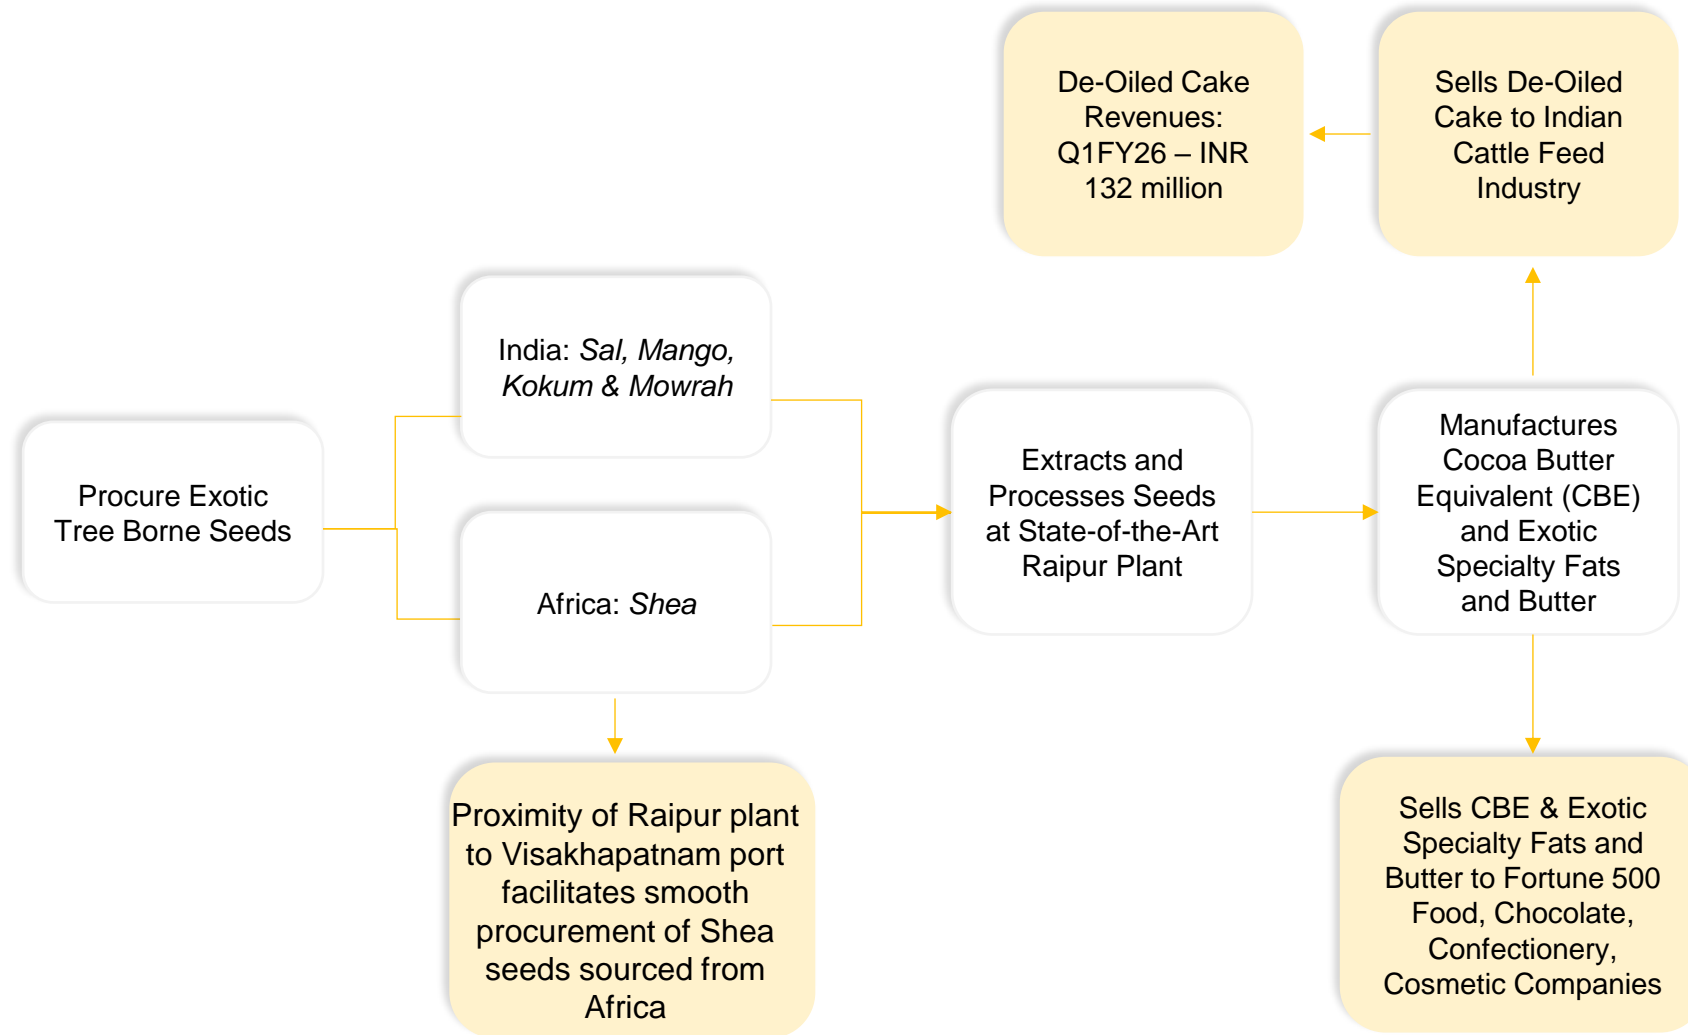 De-Oiled Cake
Revenues:
Q1FY26 – INR
132 million
Sells De-Oiled
Cake to Indian
Cattle Feed
Industry
India: Sal, Mango,
Kokum & Mowrah
Procure Exotic
Tree Borne Seeds
Africa: Shea
Extracts and
Processes Seeds
at State-of-the-Art
Raipur Plant
Manufactures
Cocoa Butter
Equivalent (CBE)
and Exotic
Specialty Fats
and Butter
Proximity of Raipur plant
to Visakhapatnam port
facilitates smooth
procurement of Shea
seeds sourced from
Africa
Sells CBE & Exotic
Specialty Fats and
Butter to Fortune 500
Food, Chocolate,
Confectionery,
Cosmetic Companies